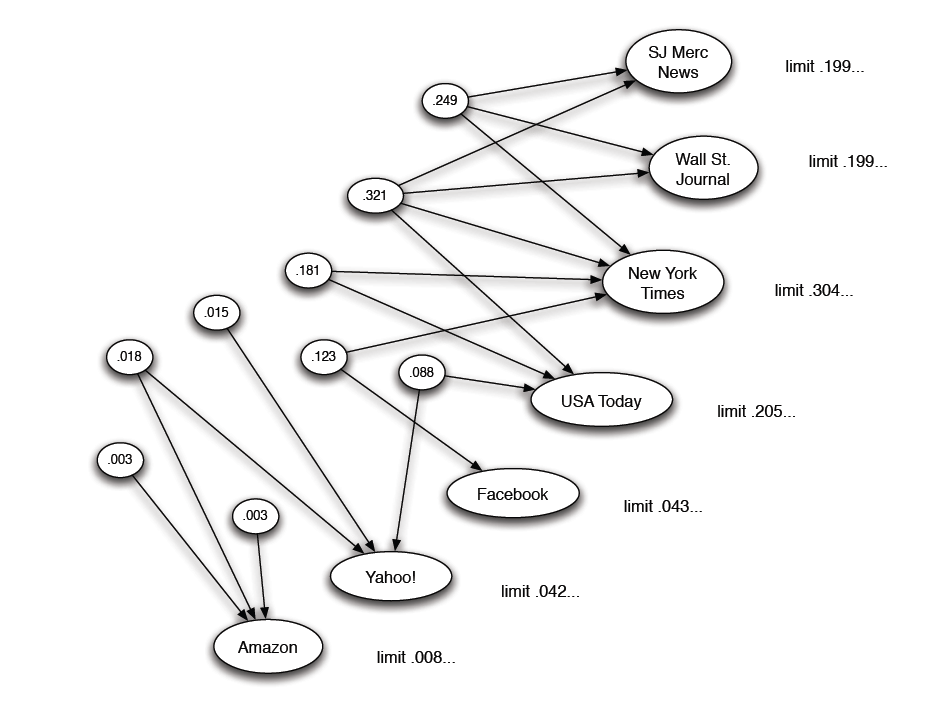 SJ Merc
News
limit .199...
.249
Wall St.
Journal
limit .199...
.321
.181
New York
Times
limit .304...
.015
.018
.123
.088
USA Today
limit .205...
.003
Facebook
limit .043...
.003
Yahoo!
limit .042...
Amazon
limit .008...